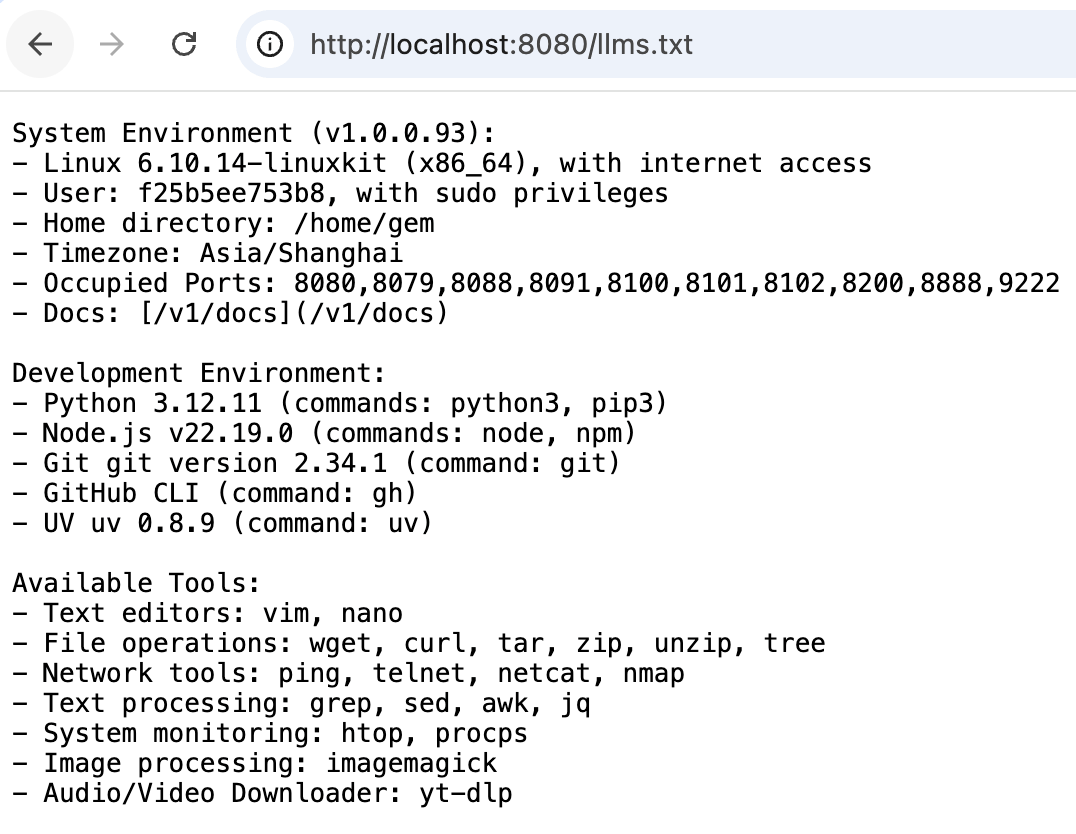 http://localhost:8080/llms.txt
System Environment (v1.0.0.93):
- Linux 6.10.14-linuxkit (x86_64), with internet access
- User: f25b5ee753b8, with sudo privileges
- Home directory: /home/gem
- Timezone: Asia/Shanghai
- Occupied Ports: 8080,8079,8088,8091,8100,8101,8102,8200,8888,9222
- Docs: [/v1/docs](/v1/docs)
Development Environment:
- Python 3.12.11 (commands: python3, pip3)
- Node.js v22.19.0 (commands: node, npm)
- Git git version 2.34.1 (command: git)
- GitHub CLI (command: gh)
- UV uv 0.8.9 (command: uv)
Available Tools:
- Text editors: vim, nano
- File operations: wget, curl, tar, zip, unzip, tree
- Network tools: ping, telnet, netcat, nmap
- Text processing: grep, sed, awk, jq
- System monitoring: htop, procps
- Image processing: imagemagick
- Audio/Video Downloader: yt-dlp